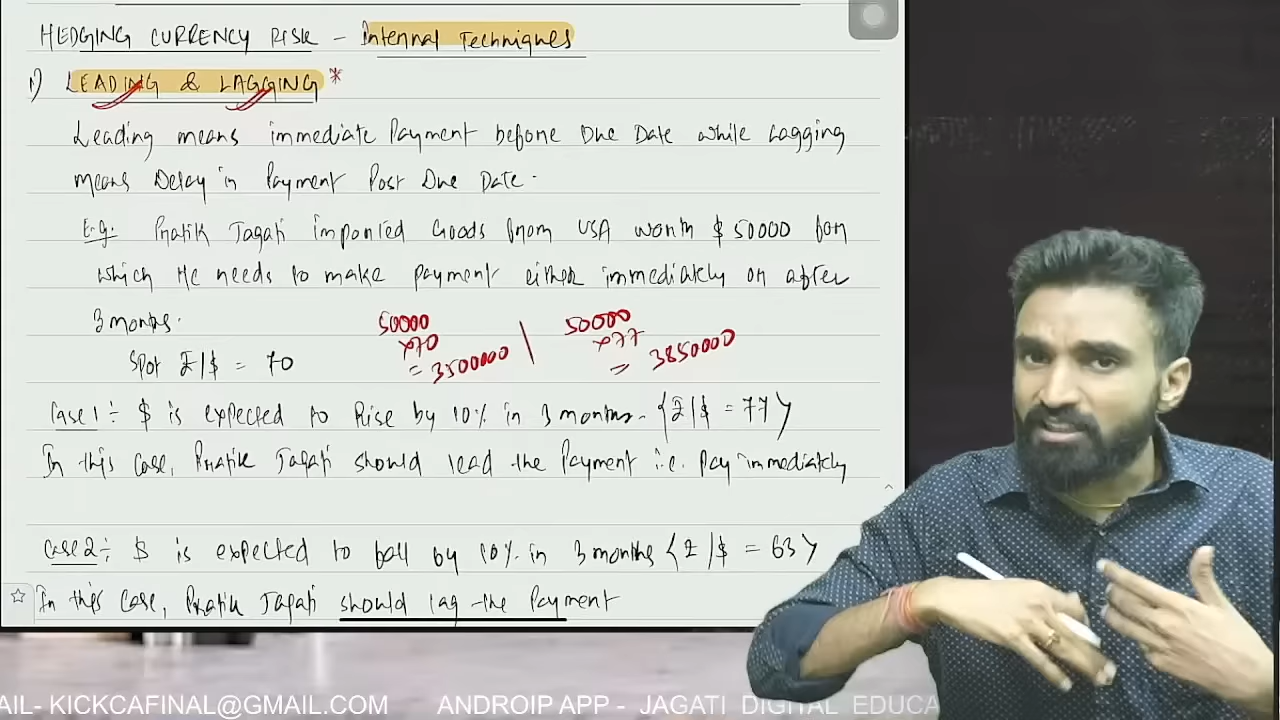 HEDGING CURRENCY RISK - Internal Techniques
1) LEADING & LAGGING *
Leading means immediate Payment before Due Date while Lagging
means Delay in Payment Post Due Date.
E.g. Pratik Jagati imported Goods from USA worth $ 50000 for
which He needs to make payment either immediately or after
3 months.
50000
×70
= 3500000
50000
×77
= 3850000
Spot ₹/$ = 70
Case 1 ÷ $ is expected to Rise by 10% in 3 months. {₹/$ = 77}
In this case, Pratik Jagati should lead the Payment i.e. Pay immediately
Case 2 ÷ $ is expected to fall by 10% in 3 months {₹/$ = 63}
In this case, Pratik Jagati should lag the Payment
AIL- KICKCAFINAL@GMAIL.COM ANDROIP APP - JAGATI DIGITAL EDUCA